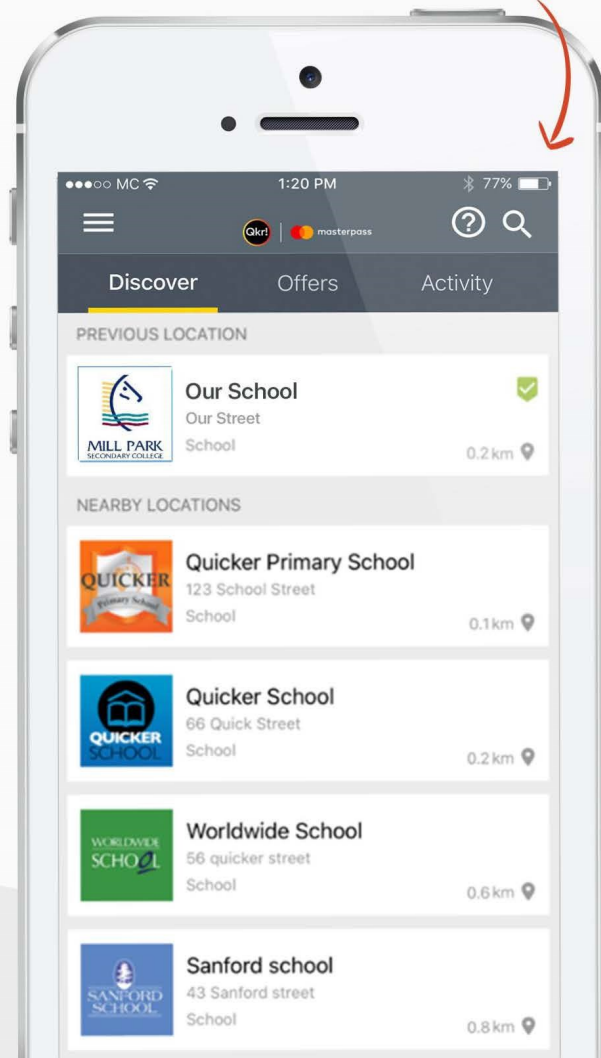 ●●●○○ MC 1:20 PM 77%
Qkr! | masterpass
Discover Offers Activity
PREVIOUS LOCATION
MILL PARK
SECONDARY COLLEGE
Our School
Our Street
School
0.2 km
NEARBY LOCATIONS
QUICKER
Primary School
Quicker Primary School
123 School Street
School
0.1 km
QUICKER
SCHOOL
Quicker School
66 Quick Street
School
0.2 km
WORLDWIDE
SCHOOL
Worldwide School
56 quicker street
School
0.6 km
SANFORD
SCHOOL
Sanford school
43 Sanford street
School
0.8 km